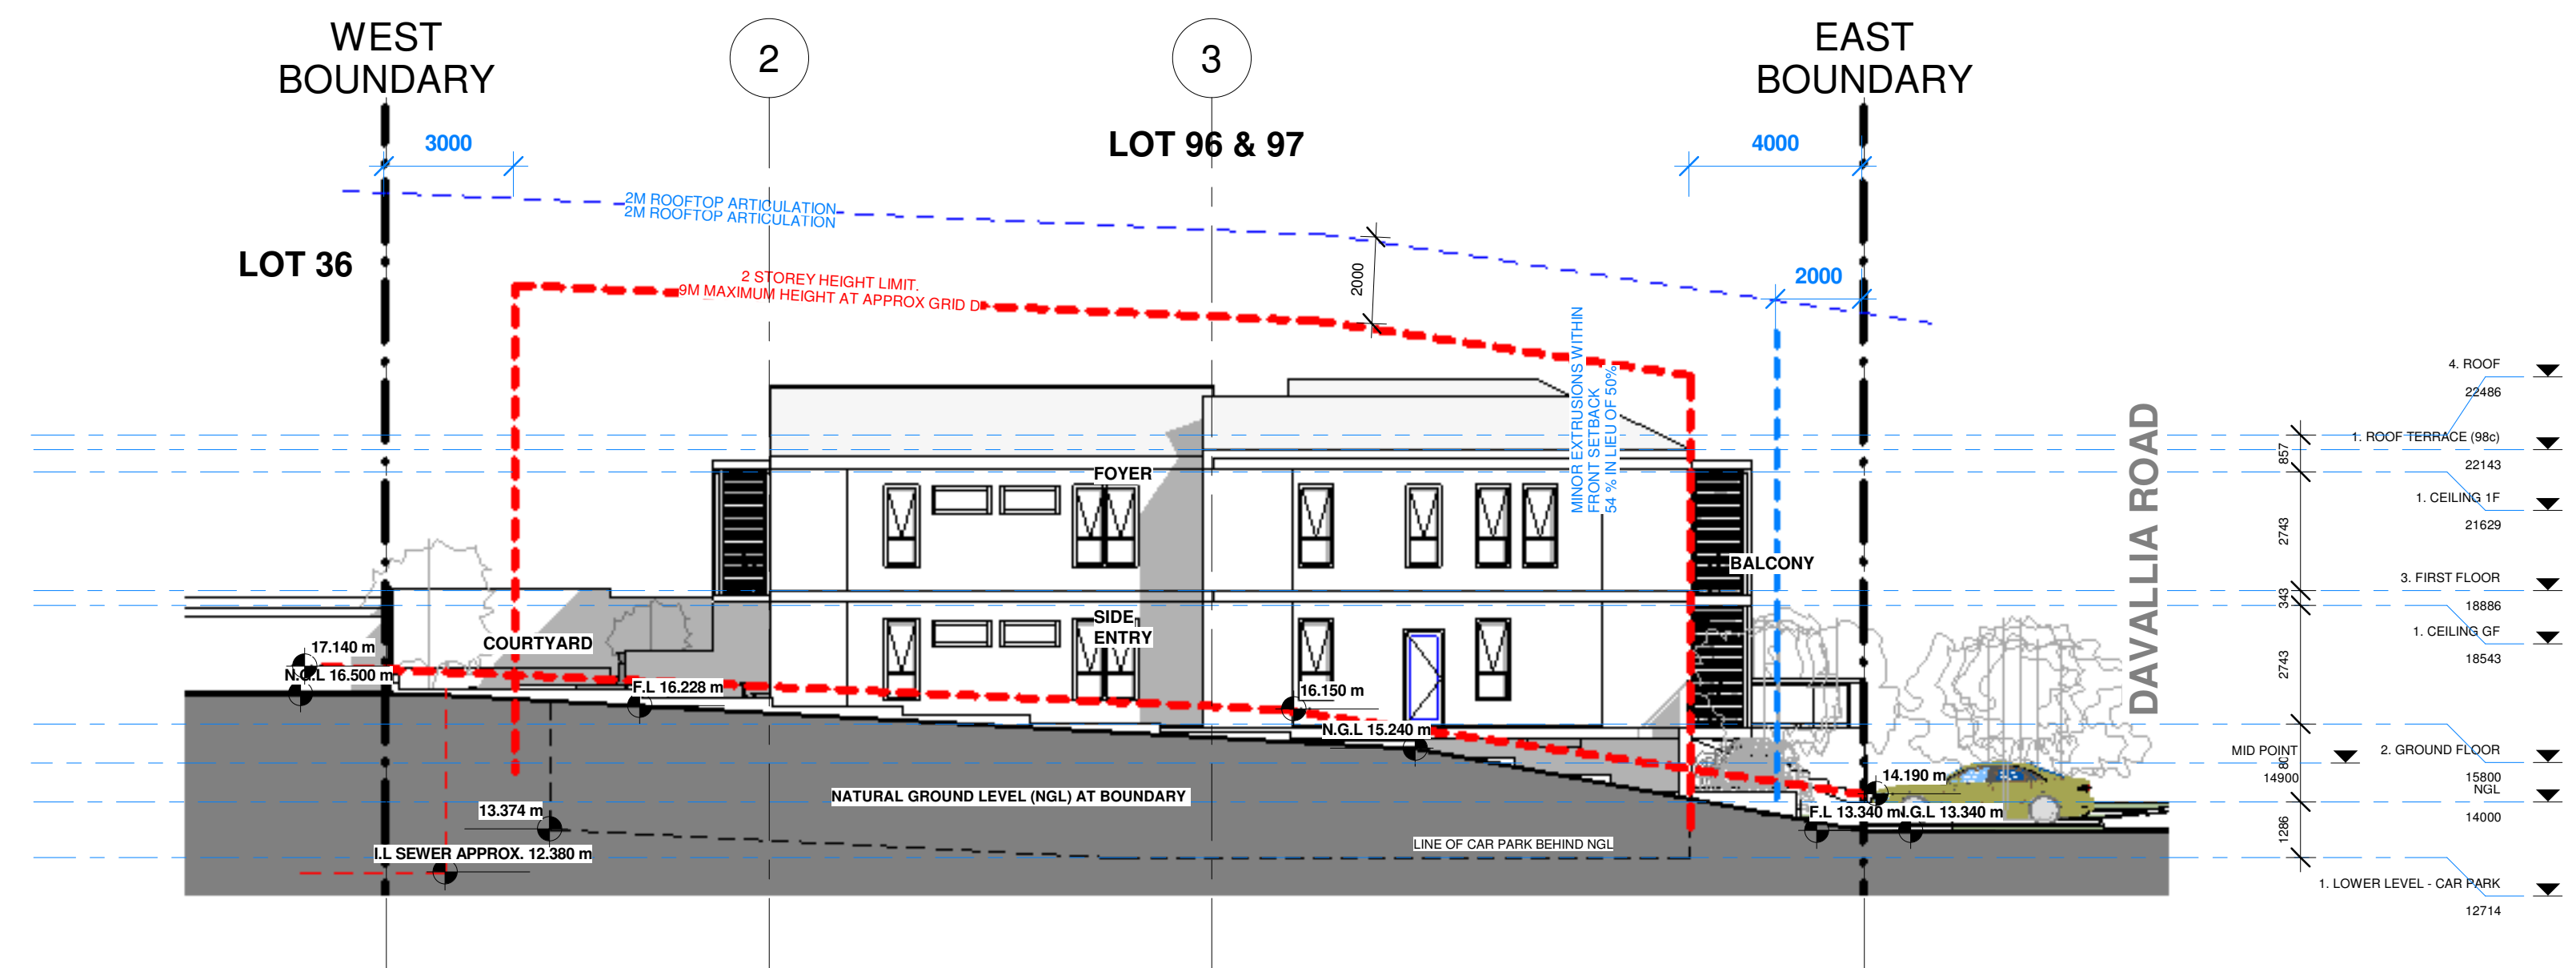 WEST
BOUNDARY
2
3
EAST
BOUNDARY
3000
LOT 96 & 97
4000
2M ROOFTOP ARTICULATION
2M ROOFTOP ARTICULATION
LOT 36
2 STOREY HEIGHT LIMIT.
9M MAXIMUM HEIGHT AT APPROX GRID D
2000
2000
MINOR EXTRUSIONS WITHIN
FRONT SETBACK
54 % IN LIEU OF 50%
4. ROOF
22486
1. ROOF TERRACE (98c)
22143
857
1. CEILING 1F
21629
2743
3. FIRST FLOOR
18886
343
1. CEILING GF
18543
2743
DAVALLIA ROAD
FOYER
BALCONY
SIDE
ENTRY
COURTYARD
17.140 m
N.G.L 16.500 m
F.L 16.228 m
16.150 m
N.G.L 15.240 m
MID POINT
14900
2. GROUND FLOOR
15800
NGL
14000
14.190 m
NATURAL GROUND LEVEL (NGL) AT BOUNDARY
13.374 m
F.L 13.340 m
.G.L 13.340 m
1286
LINE OF CAR PARK BEHIND NGL
I.L SEWER APPROX. 12.380 m
1. LOWER LEVEL - CAR PARK
12714